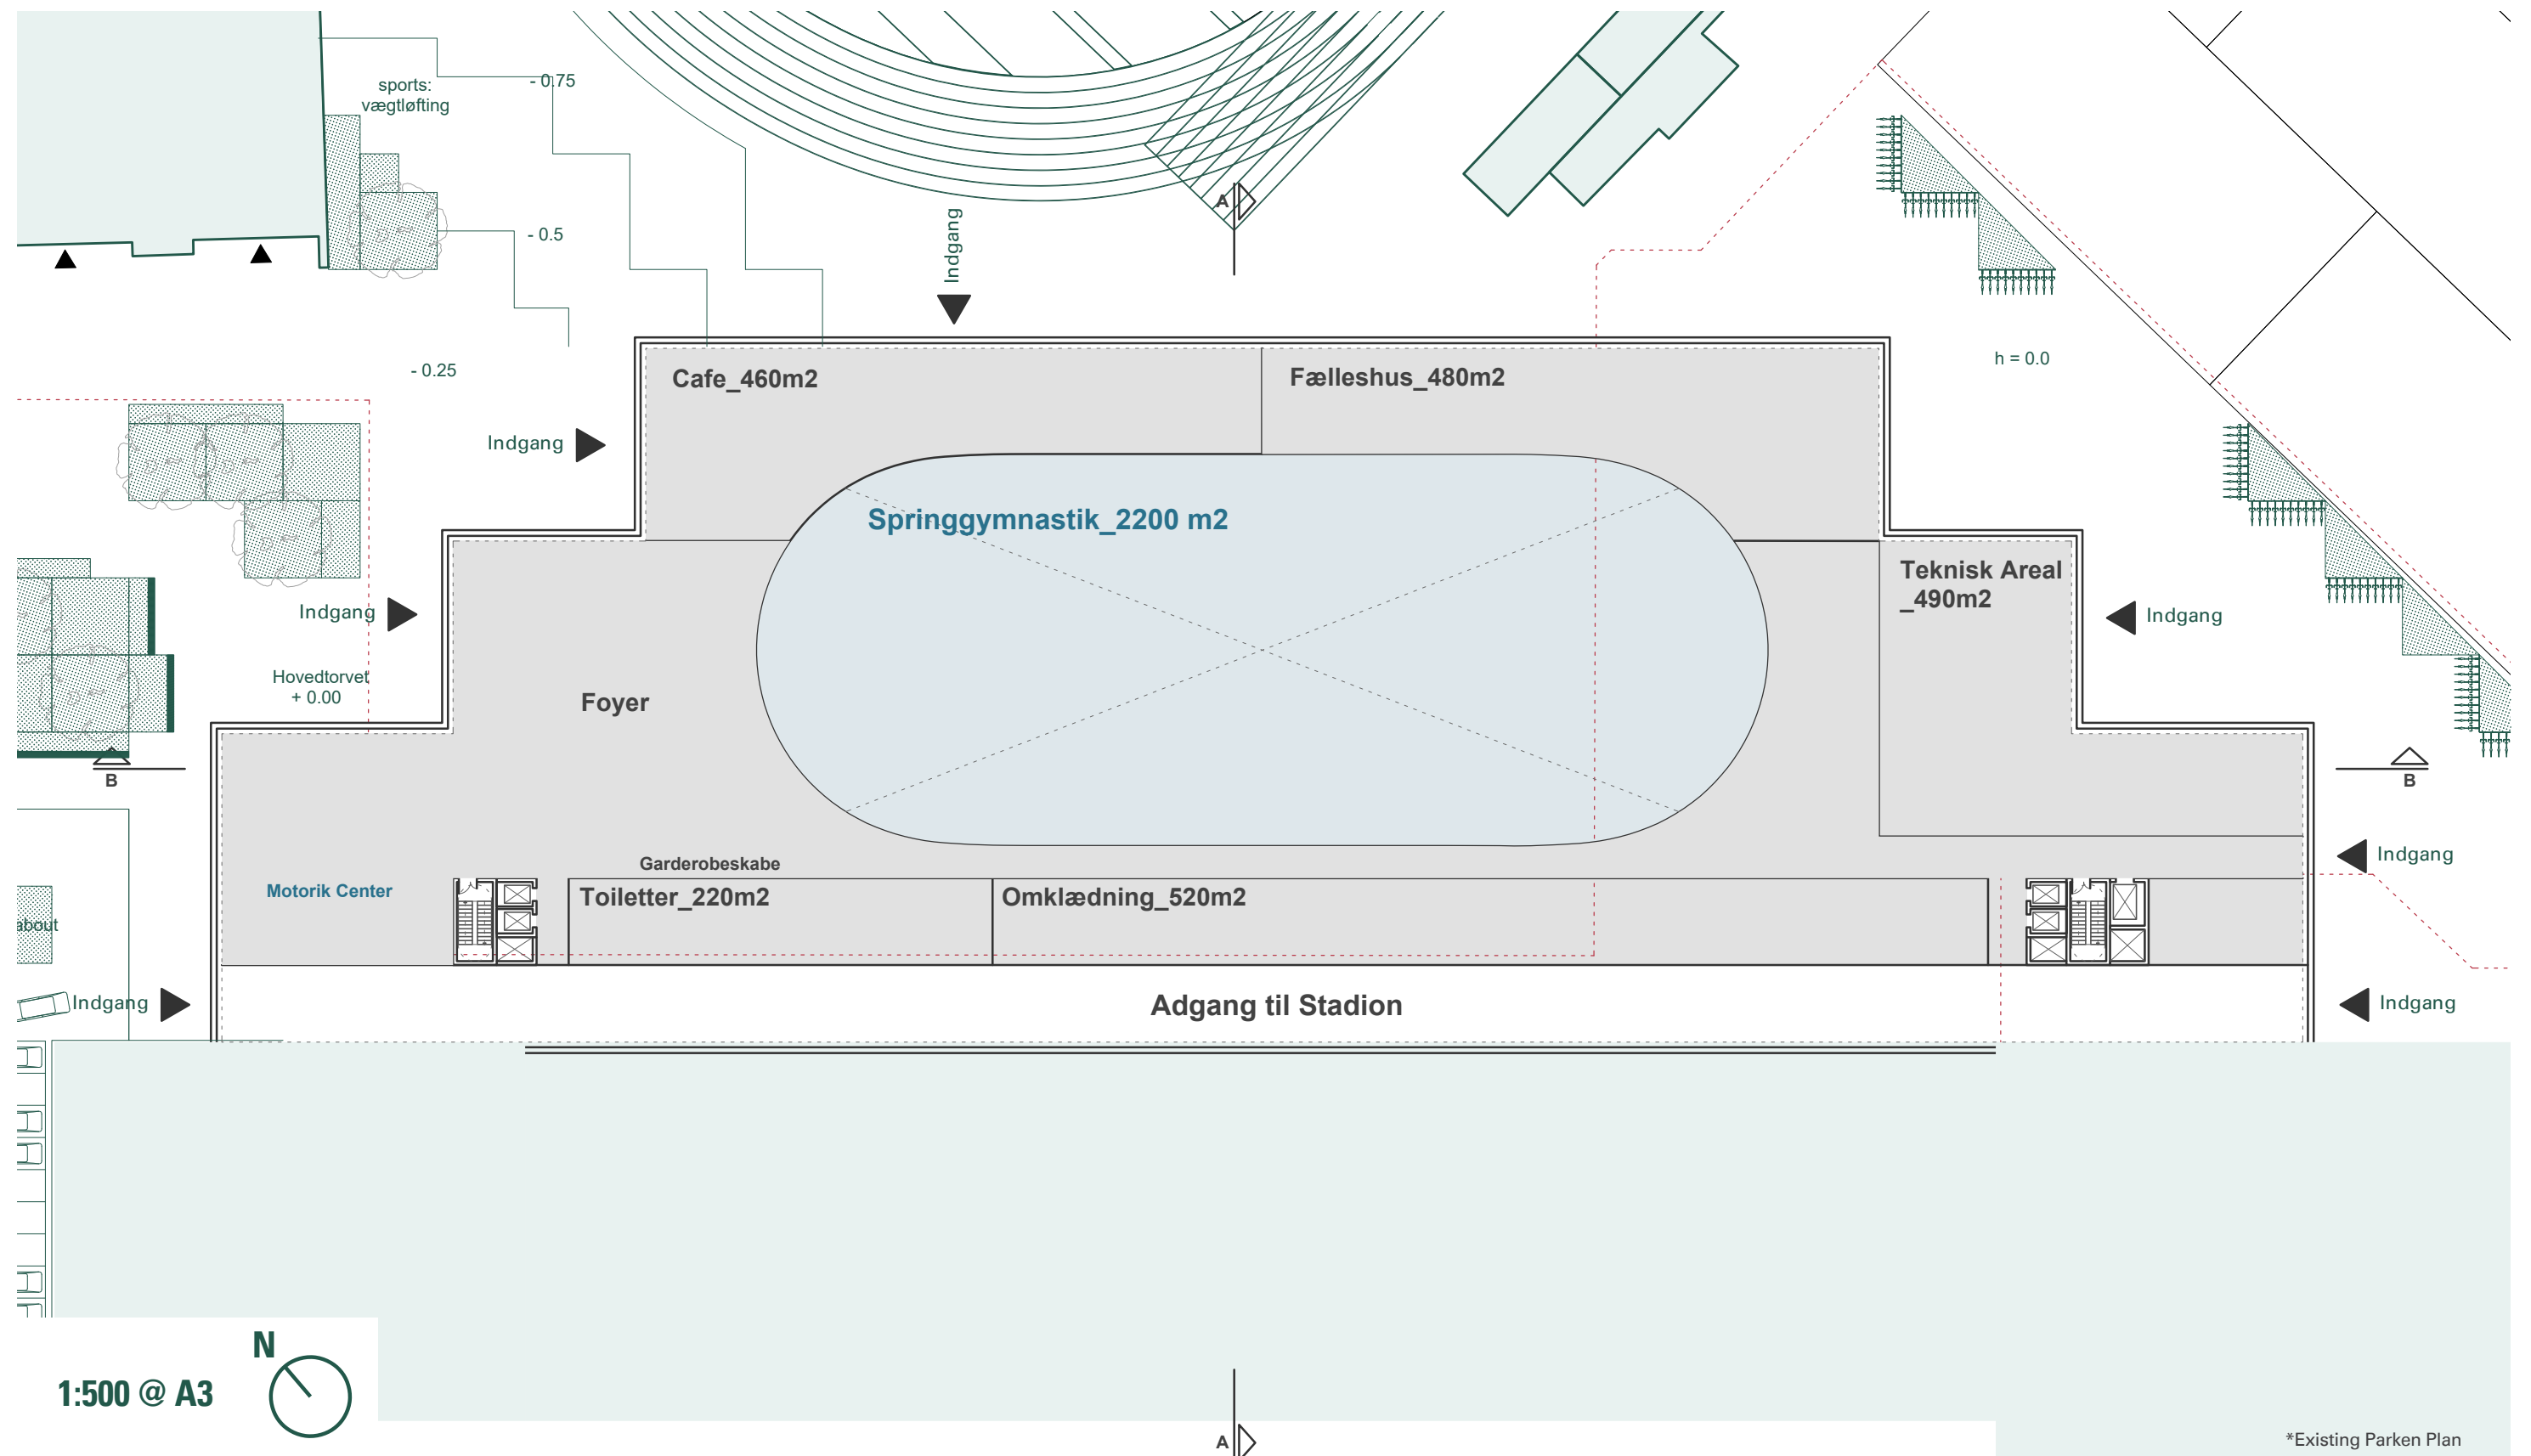 sports:
vægtløfting
- 0.75
- 0.5
- 0.25
A
Indgang
h = 0.0
Cafe_460m2
Fælleshus_480m2
Indgang
Springgymnastik_2200 m2
Teknisk Areal
_490m2
Indgang
Indgang
Hovedtorvet
+ 0.00
Foyer
B
B
Garderobeskabe
Indgang
Motorik Center
Toiletter_220m2
Omklædning_520m2
about
Indgang
Adgang til Stadion
Indgang
N
1:500 @ A3
A
*Existing Parken Plan